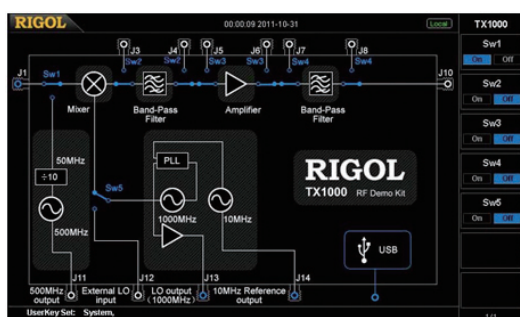 RIGOL
00:00:09 2011-10-31
Local
TX1000
J3
J4
J5
J6
J7
J8
Sw2
Sw2
Sw3
Sw3
Sw4
Sw4
J1
Sw1
J10
Mixer
Band-Pass
Filter
Amplifier
Band-Pass
Filter
50MHz
÷10
500MHz
Sw5
PLL
1000MHz
10MHz
RIGOL
TX1000 RF Demo Kit
USB
J11
J12
J13
J14
500MHz
output
External LO
input
LO output
(1000MHz)
10MHz Reference
output
UserKey Set: System,
Sw1
On Off
Sw2
On Off
Sw3
On Off
Sw4
On Off
Sw5
On Off
1/1